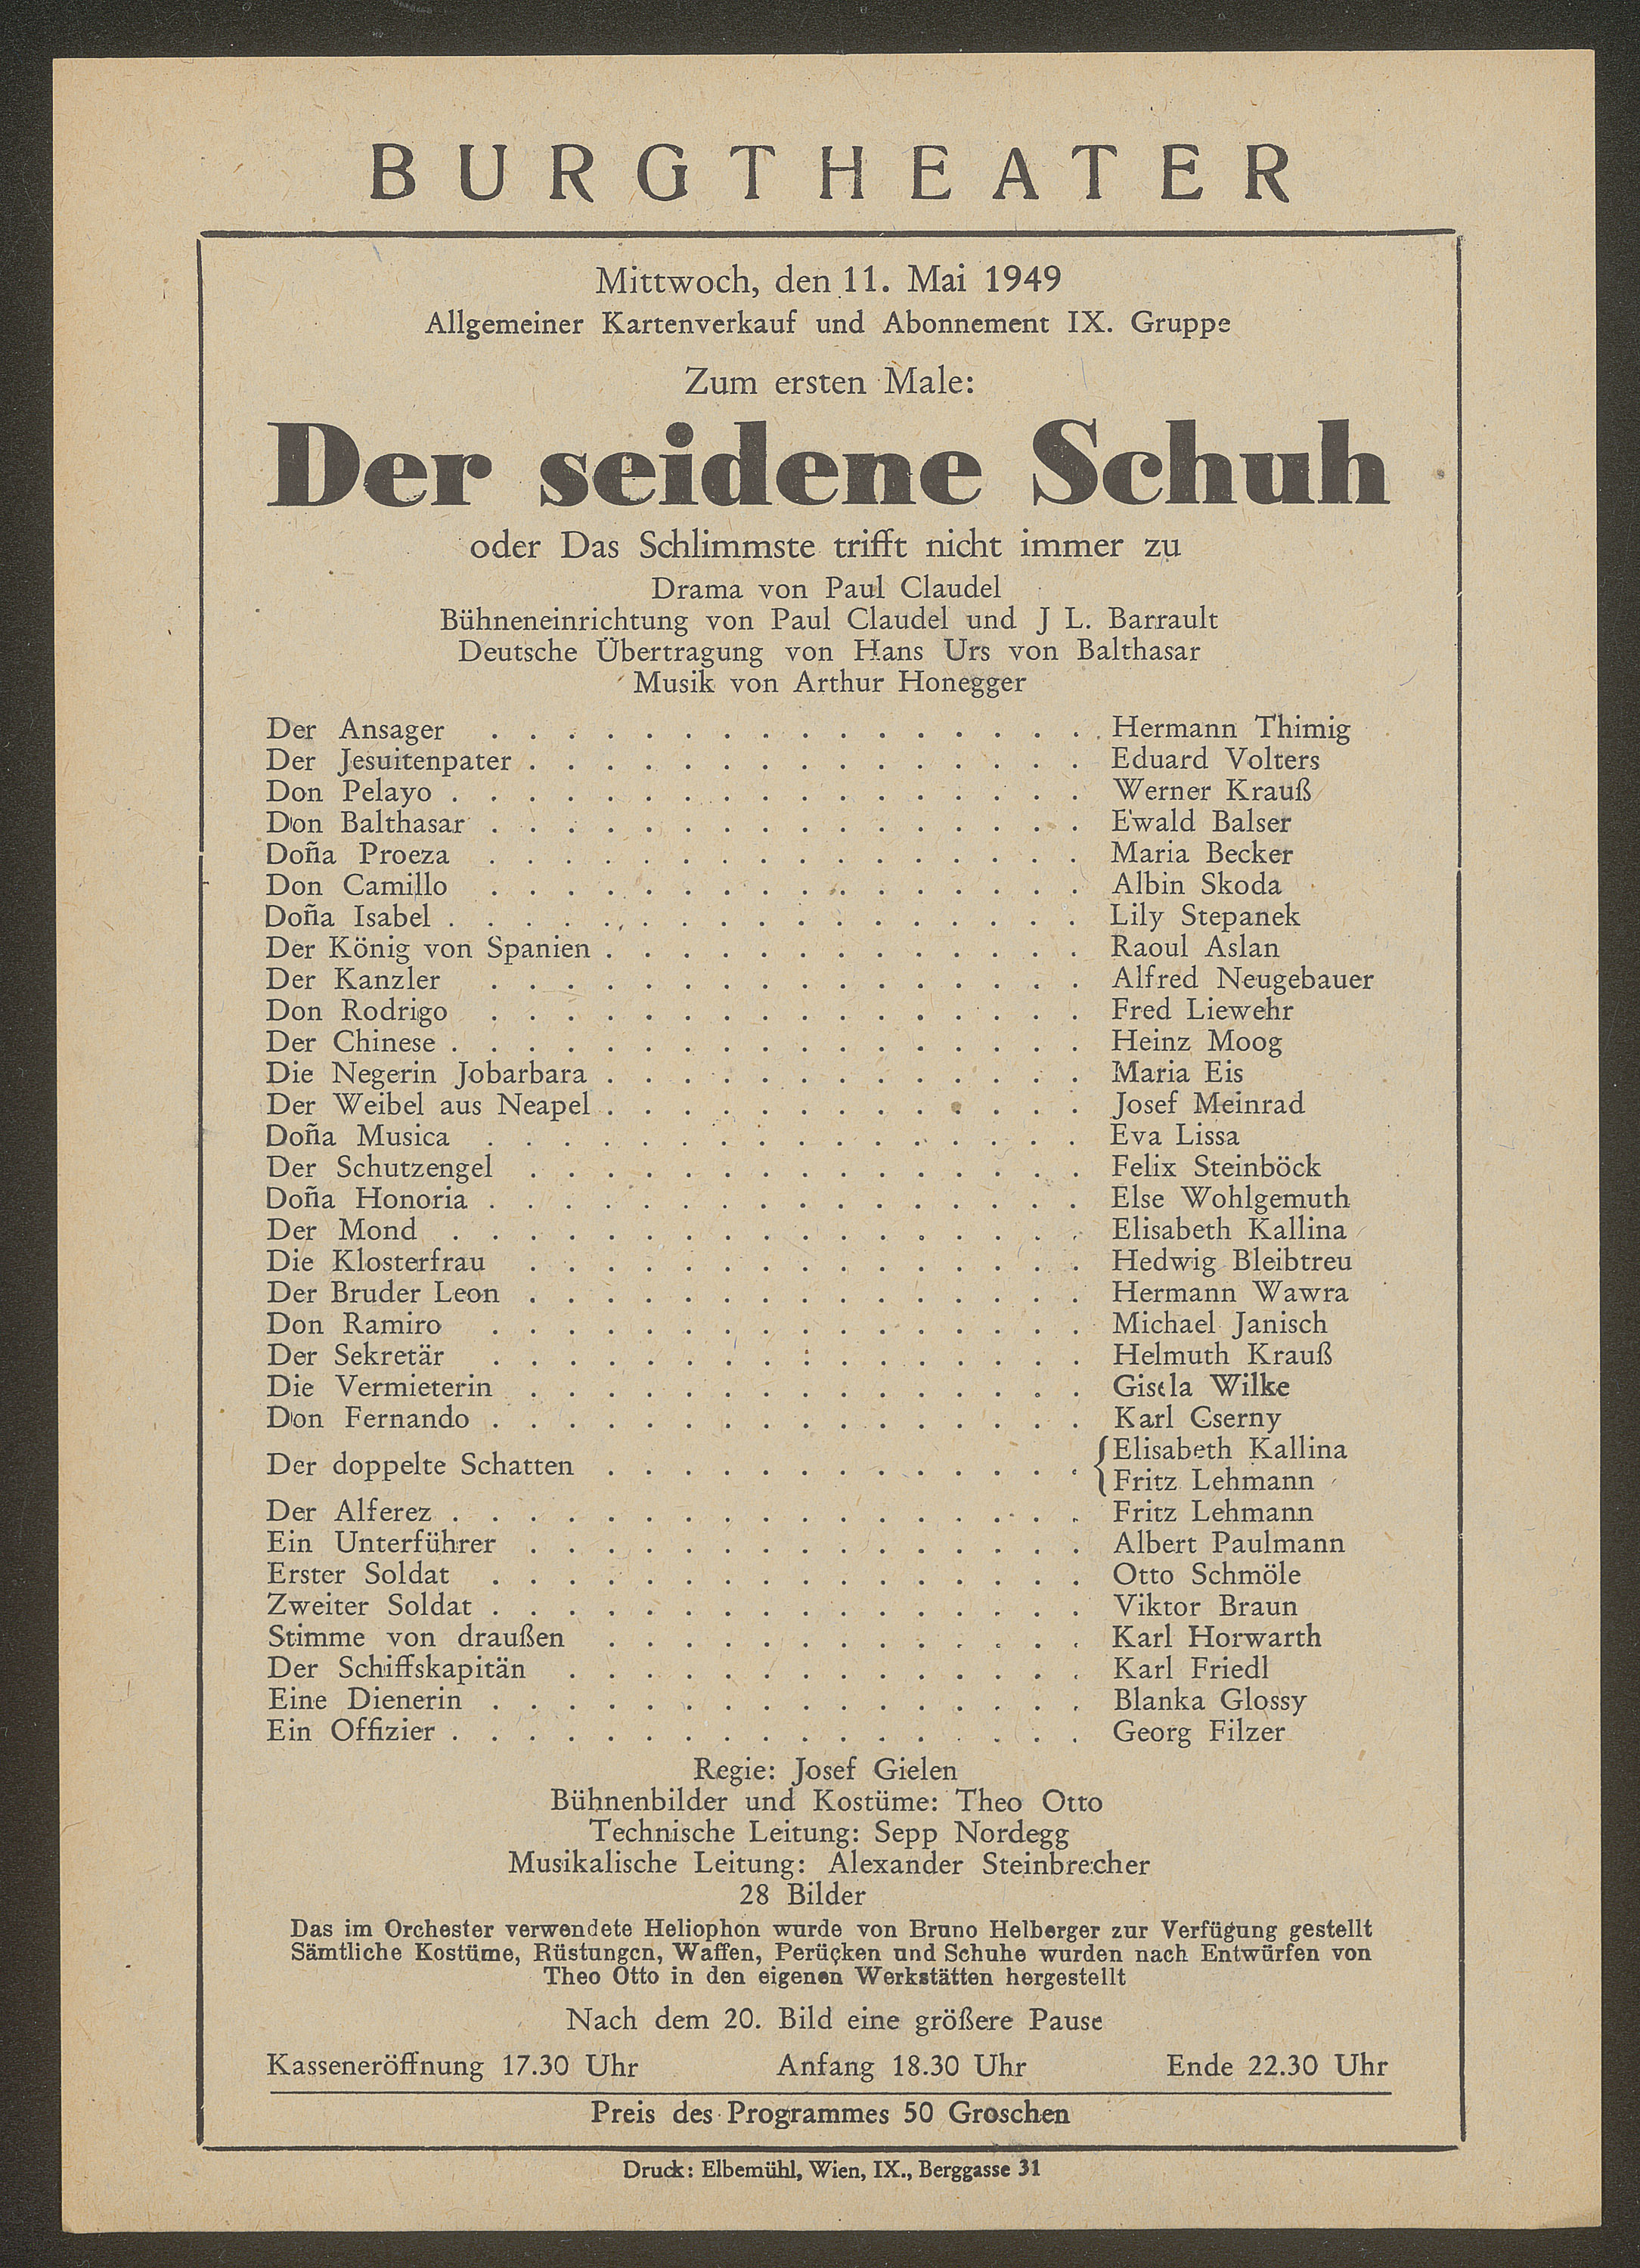 BURGTHEATER
Mittwoch, den 11. Mai 1949
Allgemeiner Kartenverkauf und Abonnement IX. Gruppe
Zum ersten Male:
Der seidene Schuh
oder Das Schlimmste trifft nicht immer zu
Drama von Paul Claudel
Bühneneinrichtung von Paul Claudel und J L. Barrault
Deutsche Übertragung von Hans Urs von Balthasar
Musik von Arthur Honegger
Der Ansager . . . . . . . . . . . . . . . . Hermann Thimig
Der Jesuitenpater . . . . . . . . . . . . . . . Eduard Volters
Don Pelayo . . . . . . . . . . . . . . . . . Werner Krauß
Don Balthasar . . . . . . . . . . . . . . . . Ewald Balser
Doña Proeza . . . . . . . . . . . . . . . . Maria Becker
Don Camillo . . . . . . . . . . . . . . . . Albin Skoda
Doña Isabel . . . . . . . . . . . . . . . . . Lily Stepanek
Der König von Spanien . . . . . . . . . . . . . Raoul Aslan
Der Kanzler . . . . . . . . . . . . . . . . Alfred Neugebauer
Don Rodrigo . . . . . . . . . . . . . . . . Fred Liewehr
Der Chinese . . . . . . . . . . . . . . . . . Heinz Moog
Die Negerin Jobarbara . . . . . . . . . . . . . Maria Eis
Der Weibel aus Neapel . . . . . . . . . . . . . Josef Meinrad
Doña Musica . . . . . . . . . . . . . . . . Eva Lissa
Der Schutzengel . . . . . . . . . . . . . . . Felix Steinböck
Doña Honoria . . . . . . . . . . . . . . . . Else Wohlgemuth
Der Mond . . . . . . . . . . . . . . . . . Elisabeth Kallina
Die Klosterfrau . . . . . . . . . . . . . . . Hedwig Bleibtreu
Der Bruder Leon . . . . . . . . . . . . . . . Hermann Wawra
Don Ramiro . . . . . . . . . . . . . . . . Michael Janisch
Der Sekretär . . . . . . . . . . . . . . . . Helmuth Krauß
Die Vermieterin . . . . . . . . . . . . . . . Gisela Wilke
Don Fernando . . . . . . . . . . . . . . . . Karl Cserny
Der doppelte Schatten . . . . . . . . . . . . . {Elisabeth Kallina
Fritz Lehmann
Der Alferez . . . . . . . . . . . . . . . . . Fritz Lehmann
Ein Unterführer . . . . . . . . . . . . . . . Albert Paulmann
Erster Soldat . . . . . . . . . . . . . . . . Otto Schmöle
Zweiter Soldat . . . . . . . . . . . . . . . . Viktor Braun
Stimme von draußen . . . . . . . . . . . . . Karl Horwarth
Der Schiffskapitän . . . . . . . . . . . . . . Karl Friedl
Eine Dienerin . . . . . . . . . . . . . . . . Blanka Glossy
Ein Offizier . . . . . . . . . . . . . . . . . Georg Filzer
Regie: Josef Gielen
Bühnenbilder und Kostüme: Theo Otto
Technische Leitung: Sepp Nordegg
Musikalische Leitung: Alexander Steinbrecher
28 Bilder
Das im Orchester verwendete Heliophon wurde von Bruno Helberger zur Verfügung gestellt
Sämtliche Kostüme, Rüstungen, Waffen, Perücken und Schuhe wurden nach Entwürfen von
Theo Otto in den eigenen Werkstätten hergestellt
Nach dem 20. Bild eine größere Pause
Kasseneröffnung 17.30 Uhr Anfang 18.30 Uhr Ende 22.30 Uhr
Preis des Programmes 50 Groschen
Druck: Elbemühl, Wien, IX., Berggasse 31